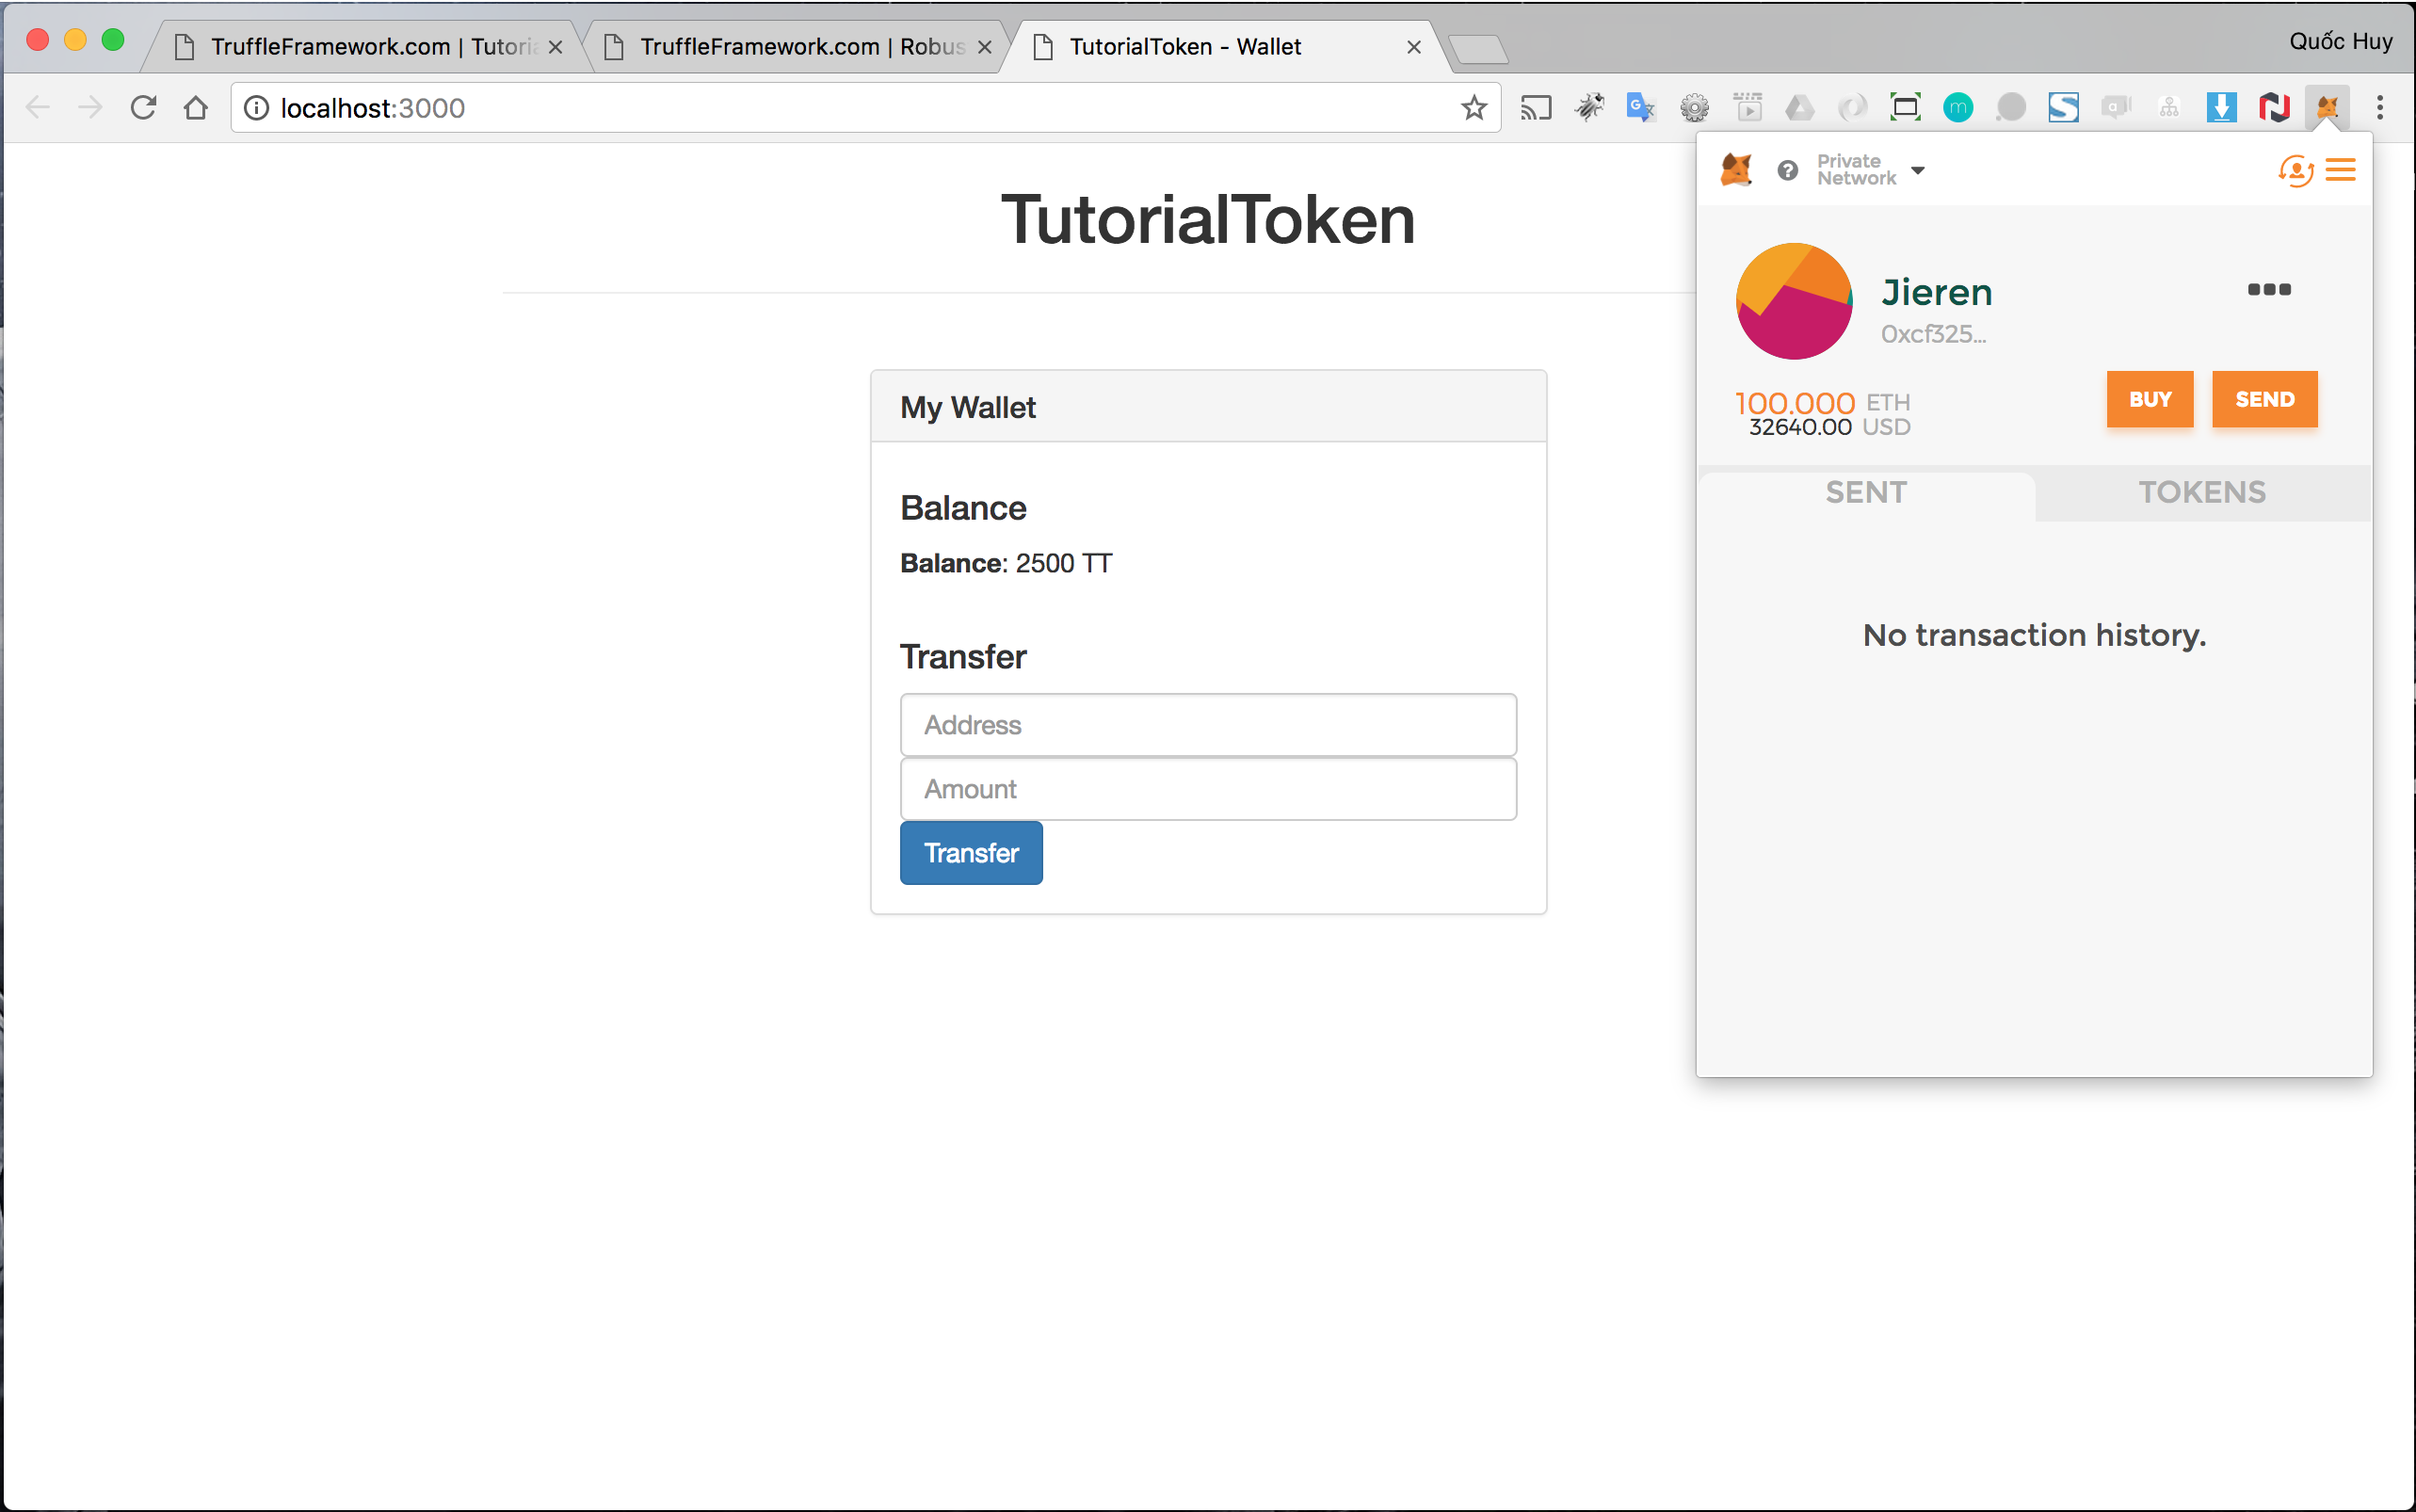 TruffleFramework.com | Tutoria
TruffleFramework.com | Robus
TutorialToken - Wallet
Quốc Huy
localhost:3000
TutorialToken
My Wallet
Balance
Balance: 2500 TT
Transfer
Address
Amount
Transfer
Private
Network
Jieren
0xcf325...
100.000 ETH
32640.00 USD
BUY
SEND
SENT
TOKENS
No transaction history.